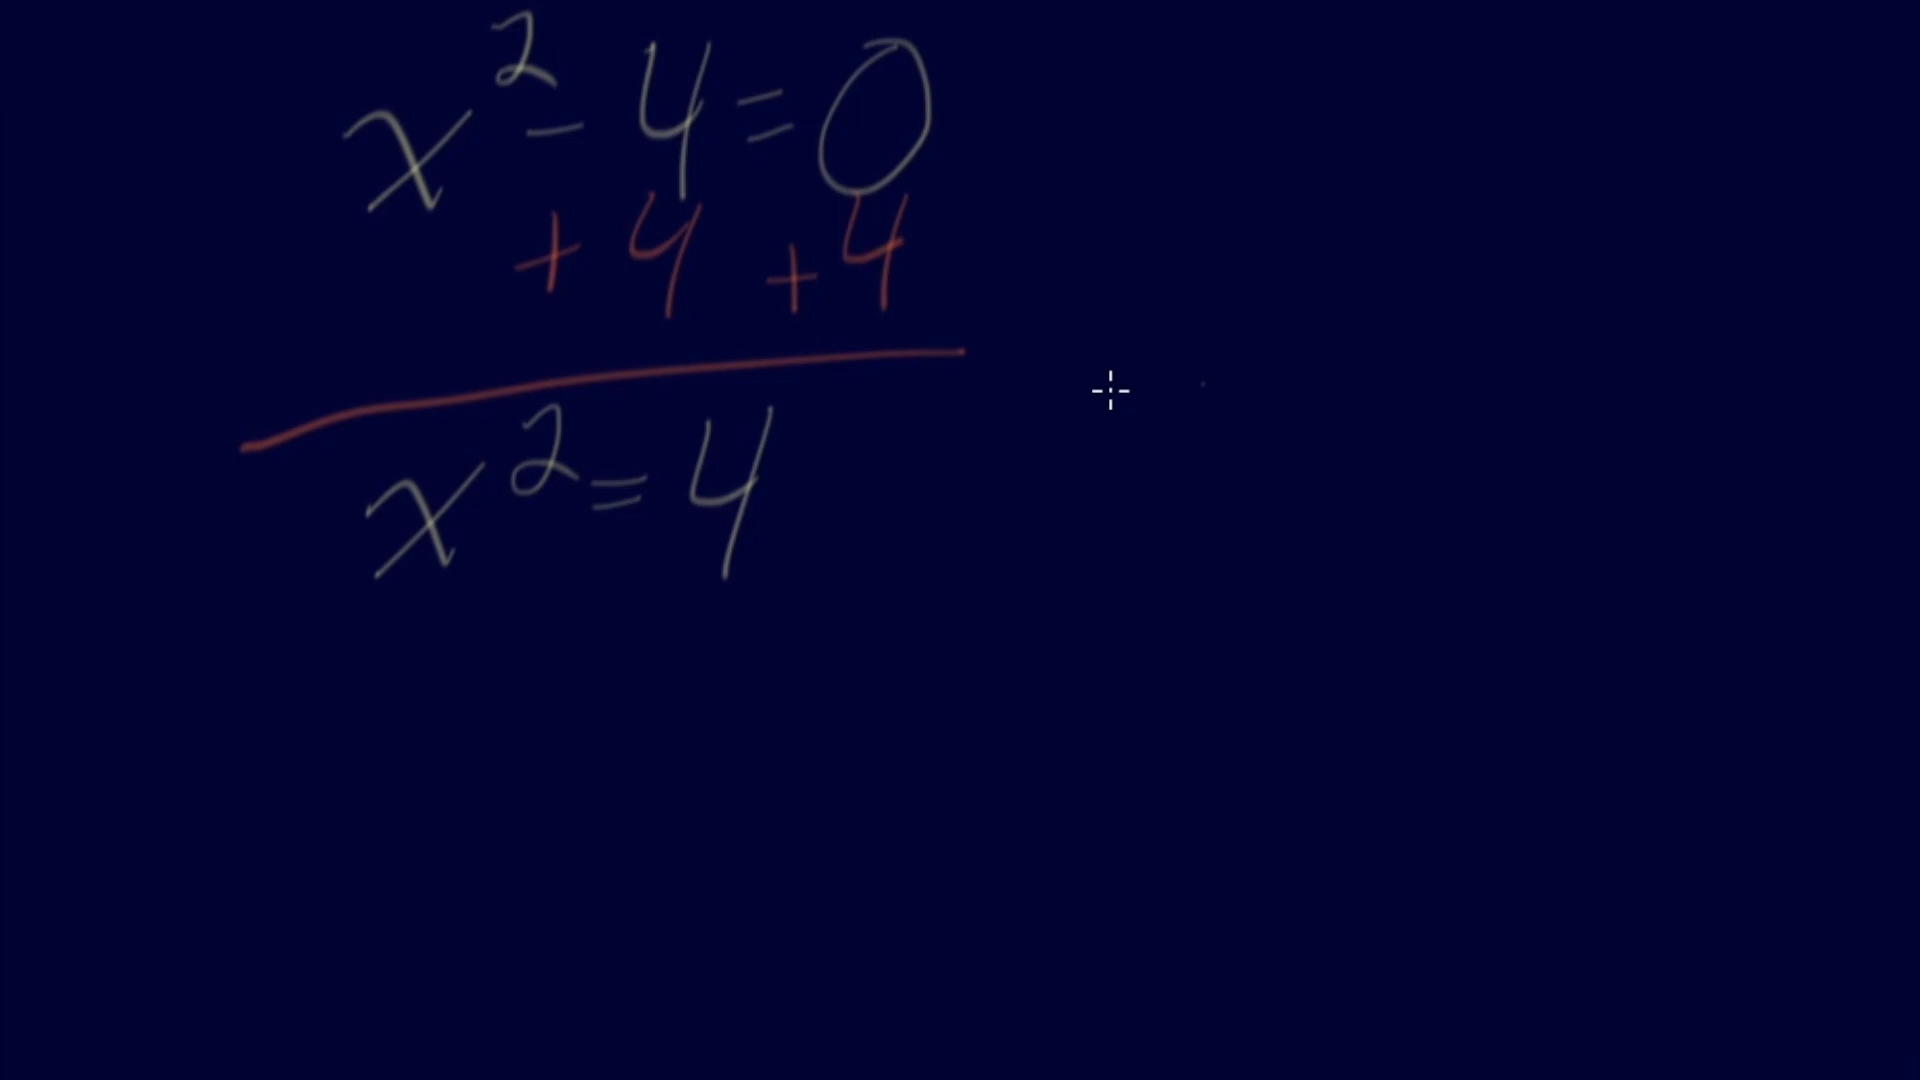 x² - 4 = 0
+ 4 + 4
x² = 4